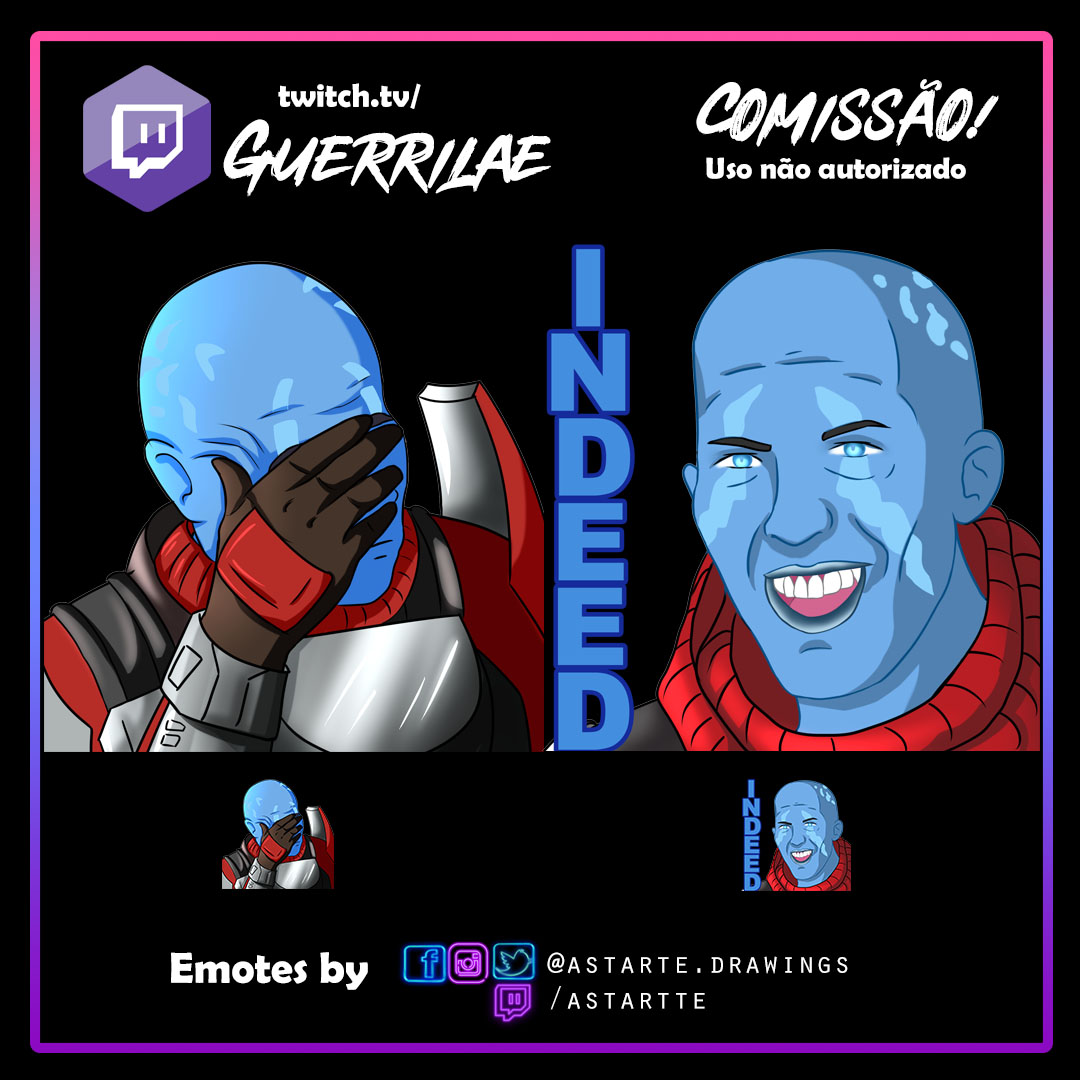 twitch.tv/
GUERRILAE
COMISSÃO!
Uso não autorizado
INDEED
INDEED
Emotes by
@ASTARTE.DRAWINGS
/ASTARTTE